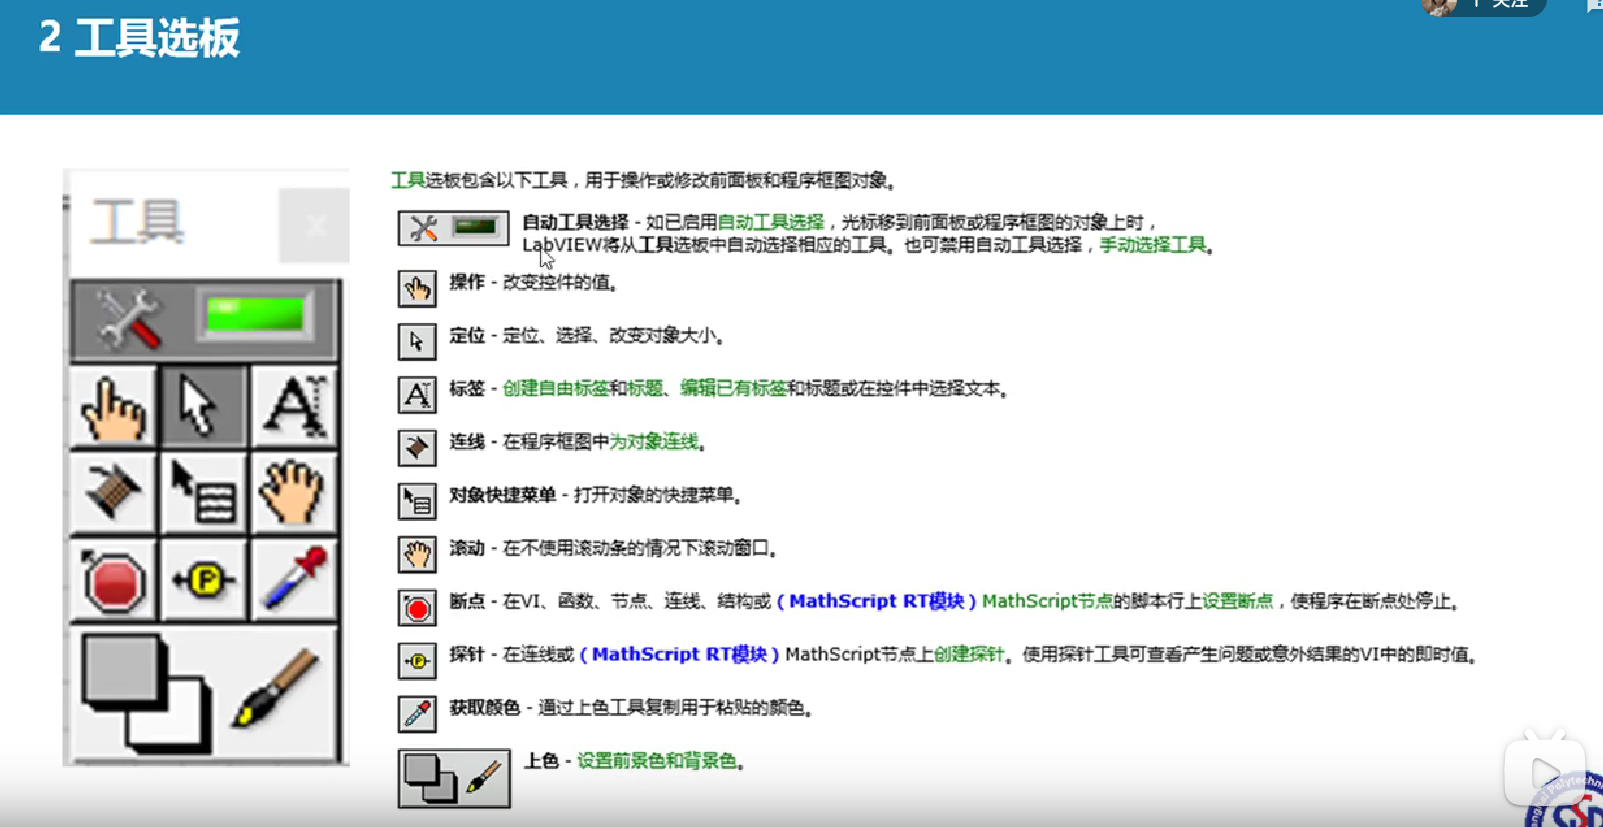 关注
2 工具选板
工具
工具选板包含以下工具，用于操作或修改前面板和程序框图对象。
自动工具选择 - 如已启用自动工具选择，光标移到前面板或程序框图的对象上时，
LabVIEW将从工具选板中自动选择相应的工具。也可禁用自动工具选择，手动选择工具。
操作 - 改变控件的值。
定位 - 定位、选择、改变对象大小。
标签 - 创建自由标签和标题、编辑已有标签和标题或在控件中选择文本。
连线 - 在程序框图中为对象连线。
对象快捷菜单 - 打开对象的快捷菜单。
滚动 - 在不使用滚动条的情况下滚动窗口。
断点 - 在VI、函数、节点、连线、结构或（MathScript RT模块）MathScript节点的脚本行上设置断点，使程序在断点处停止。
探针 - 在连线或（MathScript RT模块）MathScript节点上创建探针。使用探针工具可查看产生问题或意外结果的VI中的即时值。
获取颜色 - 通过上色工具复制用于粘贴的颜色。
上色 - 设置前景色和背景色。